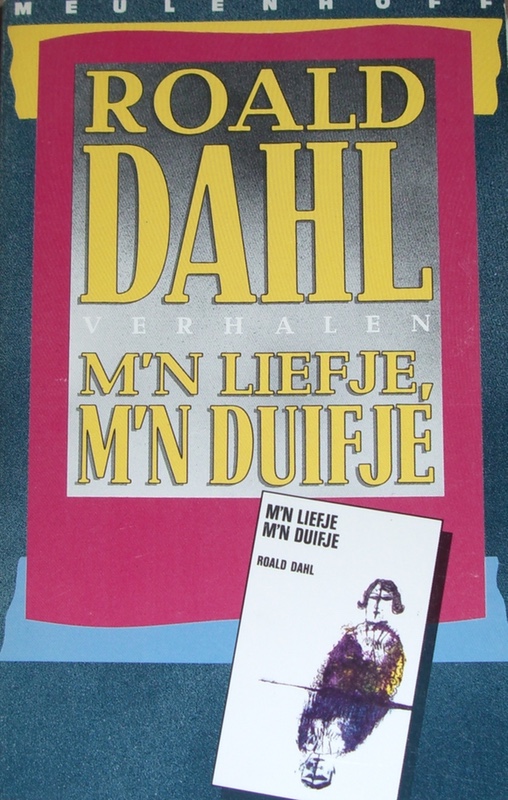 MEULENHOFF
ROALD
DAHL
VERHALEN
M'N LIEFJE,
M'N DUIFJE
M'N LIEFJE
M'N DUIFJE
ROALD DAHL